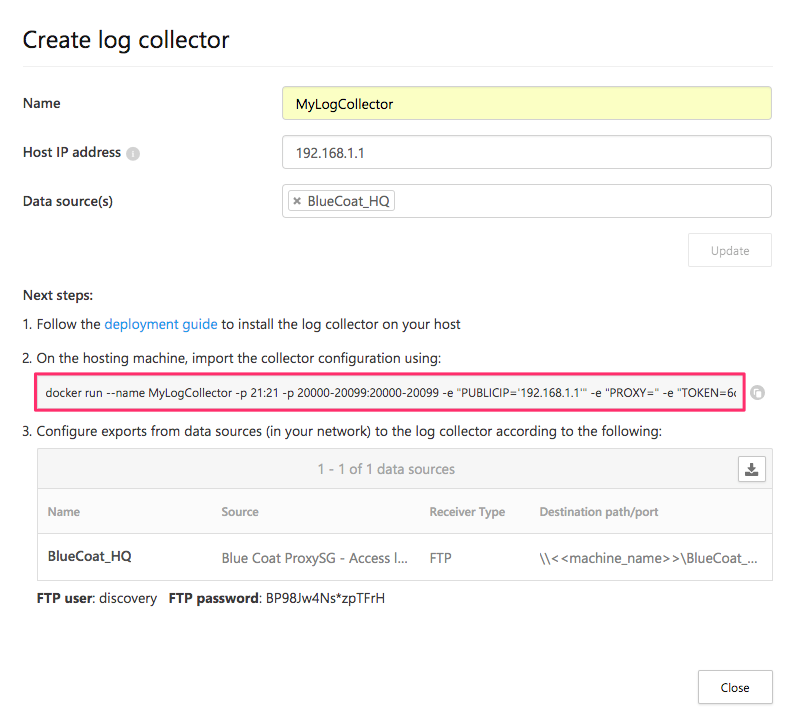 Create log collector
Name
MyLogCollector
Host IP address
192.168.1.1
Data source(s)
× BlueCoat_HQ
Update
Next steps:
1. Follow the deployment guide to install the log collector on your host
2. On the hosting machine, import the collector configuration using:
docker run --name MyLogCollector -p 21:21 -p 20000-20099:20000-20099 -e "PUBLICIP='192.168.1.1'" -e "PROXY=" -e "TOKEN=6
3. Configure exports from data sources (in your network) to the log collector according to the following:
1 - 1 of 1 data sources
Name Source Receiver Type Destination path/port
BlueCoat_HQ Blue Coat ProxySG - Access l... FTP \\<<machine_name>>\BlueCoat_...
FTP user: discovery FTP password: BP98Jw4Ns*zpTFrH
Close